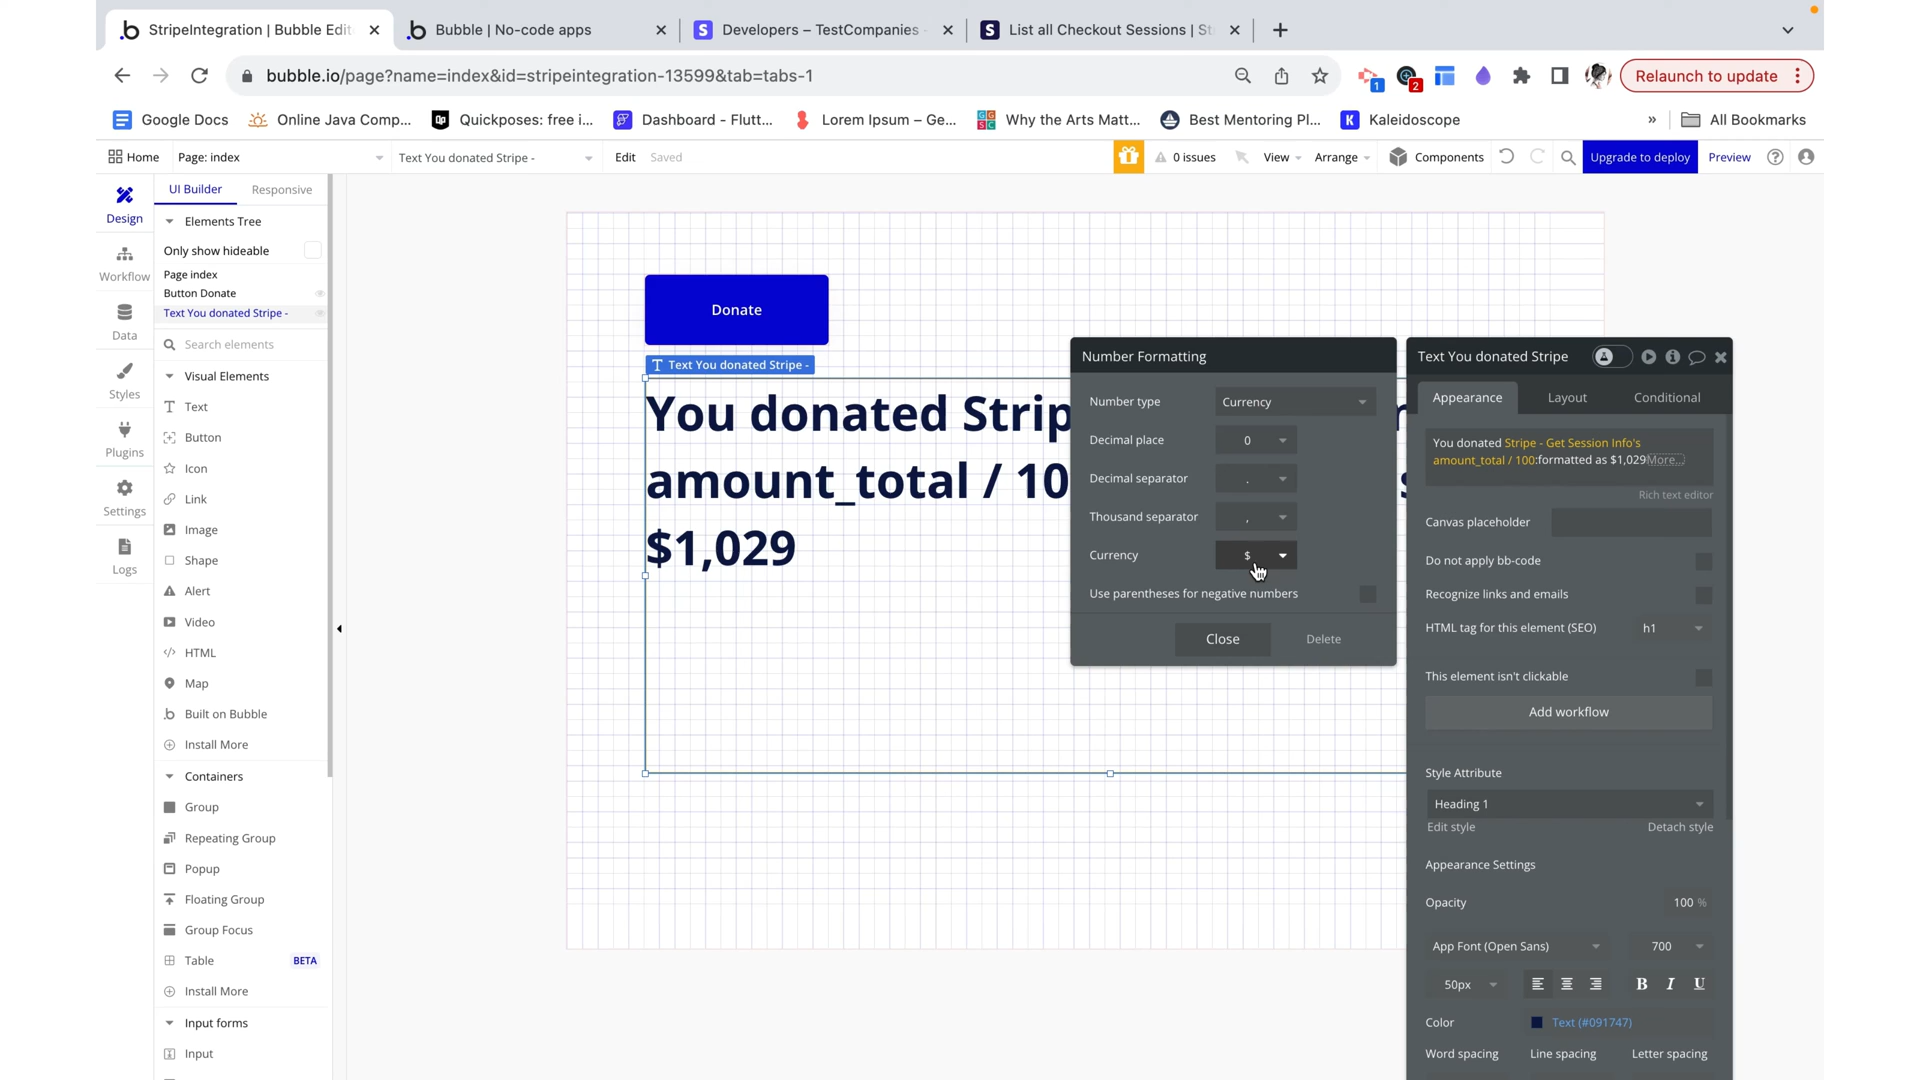 StripeIntegration | Bubble Edit
Bubble | No-code apps
Developers – TestCompanies -
List all Checkout Sessions | St
bubble.io/page?name=index&id=stripeintegration-13599&tab=tabs-1
1
2
Relaunch to update
Google Docs
Online Java Comp...
Quickposes: free i...
Dashboard - Flutt...
Lorem Ipsum – Ge...
Why the Arts Matt...
Best Mentoring Pl...
Kaleidoscope
»
All Bookmarks
Home
Page: index
Text You donated Stripe -
Edit
Saved
0 issues
View
Arrange
Components
Upgrade to deploy
Preview
Design
Workflow
Data
Styles
Plugins
Settings
Logs
UI Builder
Responsive
Elements Tree
Only show hideable
Page index
Button Donate
Text You donated Stripe -
Search elements
Visual Elements
Text
Button
Icon
Link
Image
Shape
Alert
Video
HTML
Map
Built on Bubble
Install More
Containers
Group
Repeating Group
Popup
Floating Group
Group Focus
Table BETA
Install More
Input forms
Input
Donate
Text You donated Stripe -
You donated Strip
amount_total / 10
$1,029
Number Formatting
Number type
Currency
Decimal place
0
Decimal separator
.
Thousand separator
,
Currency
$
Use parentheses for negative numbers
Close
Delete
Text You donated Stripe
Appearance
Layout
Conditional
You donated Stripe - Get Session Info's
amount_total / 100:formatted as $1,029More...
Rich text editor
Canvas placeholder
Do not apply bb-code
Recognize links and emails
HTML tag for this element (SEO)
h1
This element isn't clickable
Add workflow
Style Attribute
Heading 1
Edit style
Detach style
Appearance Settings
Opacity
100 %
App Font (Open Sans)
700
50px
B I U
Color
Text (#091747)
Word spacing
Line spacing
Letter spacing